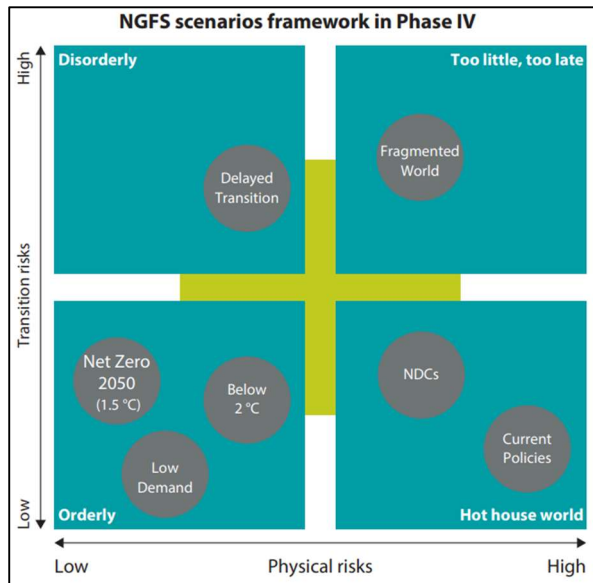 NGFS scenarios framework in Phase IV
High
Disorderly
Too little, too late
Delayed
Transition
Fragmented
World
Transition risks
Net Zero
2050
(1.5 °C)
Below
2 °C
NDCs
Low
Demand
Current
Policies
Low
Orderly
Hot house world
Low
Physical risks
High